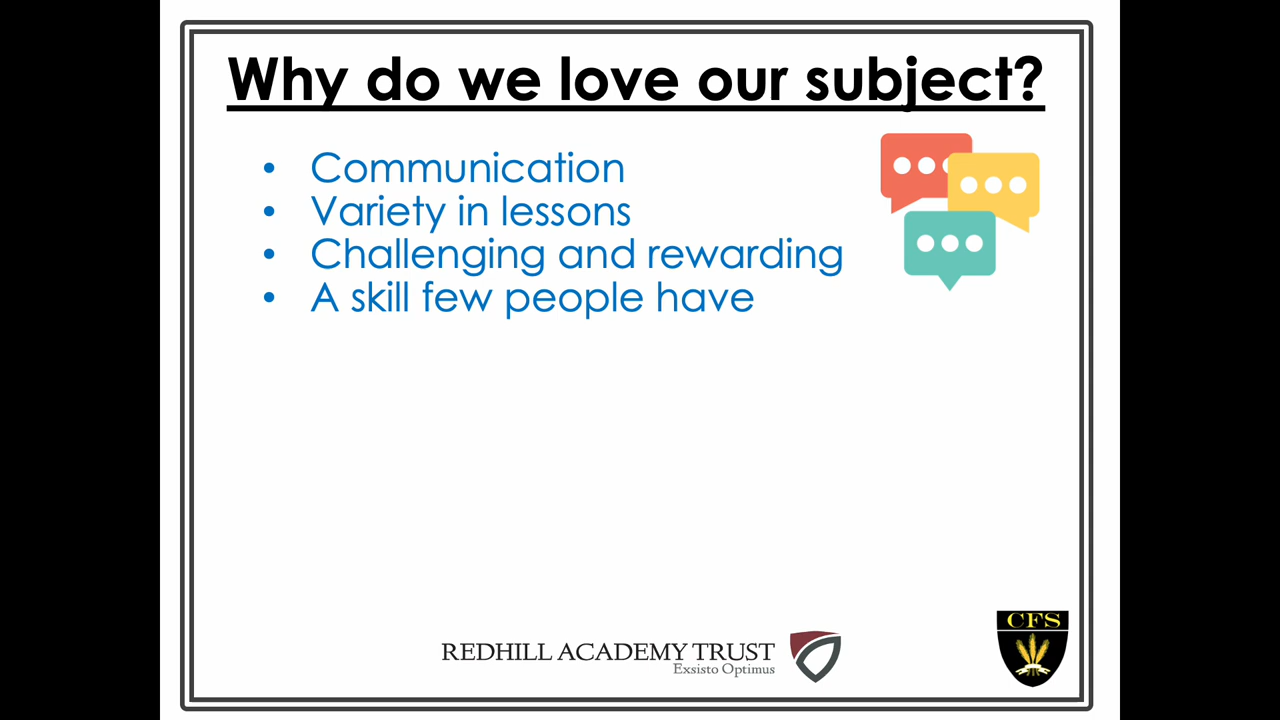 Why do we love our subject?
• Communication
• Variety in lessons
• Challenging and rewarding
• A skill few people have
REDHILL ACADEMY TRUST
Exsisto Optimus
CFS